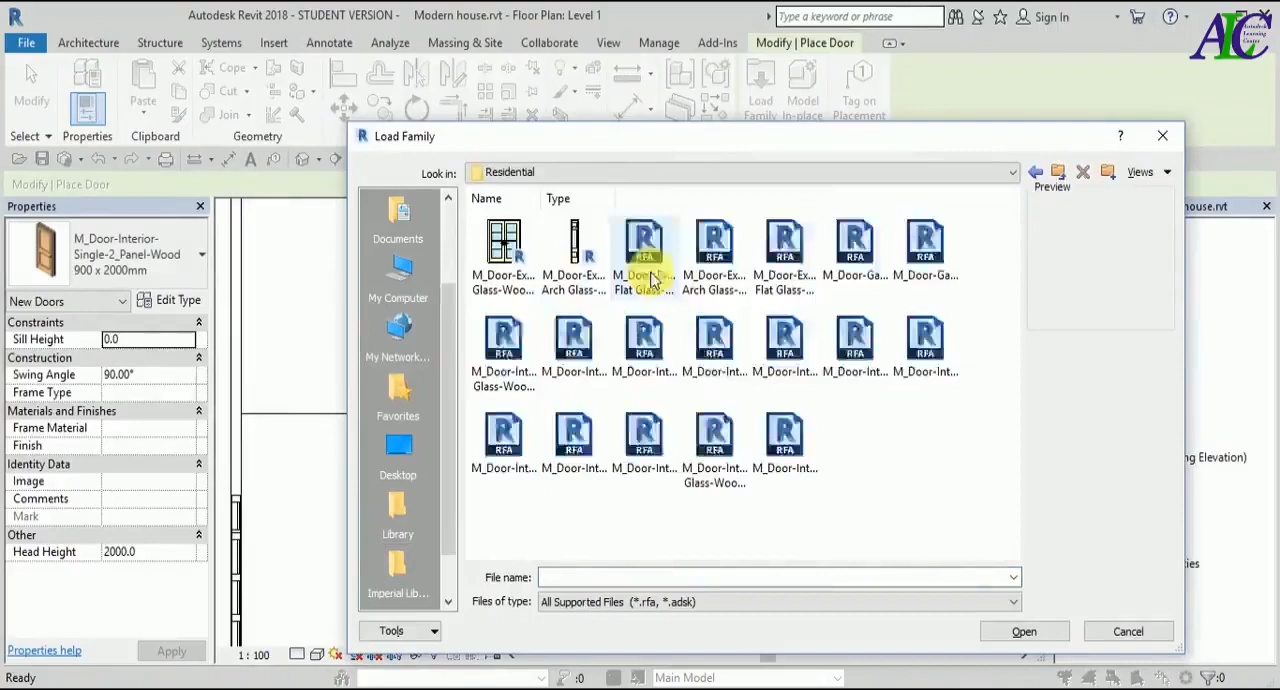 Autodesk Revit 2018 - STUDENT VERSION - Modern house.rvt - Floor Plan: Level 1
Type a keyword or phrase
Sign In
ALC
Autodesk Learning Center
File Architecture Structure Systems Insert Annotate Analyze Massing & Site Collaborate View Manage Add-Ins Modify | Place Door
Cope
Cut
Join
Modify
Paste
Load Family
Model In-place
Tag on Placement
Select Properties Clipboard Geometry
Modify | Place Door
Properties
M_Door-Interior-
Single-2_Panel-Wood
900 x 2000mm
New Doors Edit Type
Constraints
Sill Height 0.0
Construction
Swing Angle 90.00°
Frame Type
Materials and Finishes
Frame Material
Finish
Identity Data
Image
Comments
Mark
Other
Head Height 2000.0
Properties help Apply
Load Family
Look in: Residential
Views
Documents
My Computer
My Network...
Favorites
Desktop
Library
Imperial Lib...
Name Type
M_Door-Ex... M_Door-Ex... M_Door-Ex... M_Door-Ex... M_Door-Ga... M_Door-Ga...
Glass-Woo... Arch Glass-... Flat Glass-... Arch Glass-... Flat Glass-...
M_Door-Int... M_Door-Int... M_Door-Int... M_Door-Int... M_Door-Int... M_Door-Int... M_Door-Int...
Glass-Woo...
M_Door-Int... M_Door-Int... M_Door-Int... M_Door-Int... M_Door-Int...
Glass-Woo...
Preview
File name:
Files of type: All Supported Files (*.rfa, *.adsk)
Tools
Open
Cancel
ouse.rvt
ng Elevation)
ies
1 : 100
Ready
:0
Main Model
:0